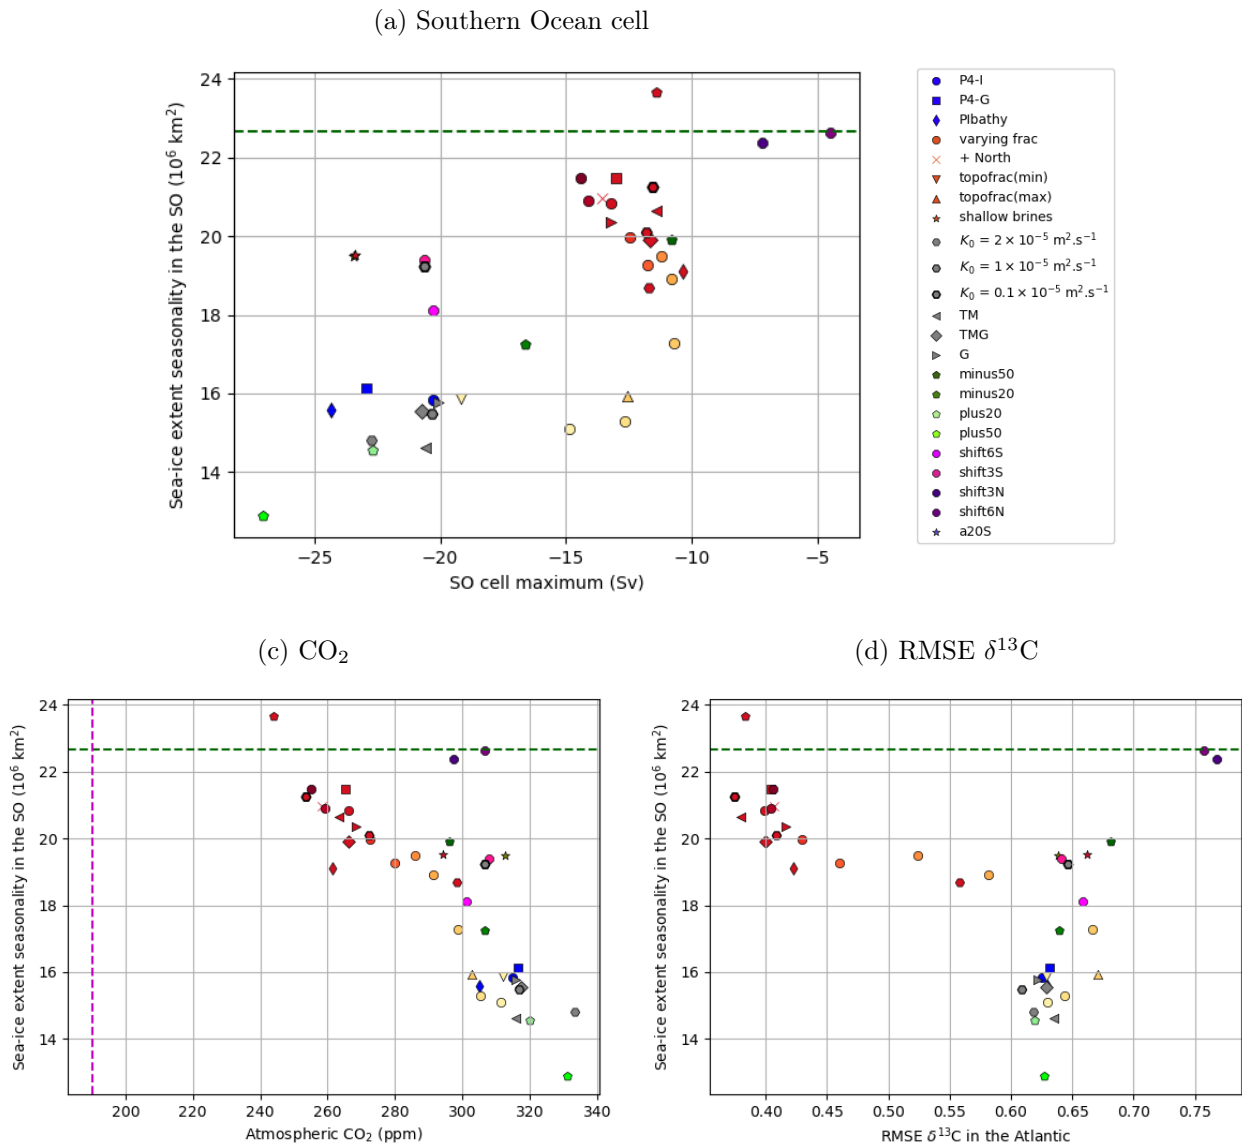 (a) Southern Ocean cell
Sea-ice extent seasonality in the SO (10⁶ km²)
24
22
20
18
16
14
−25
−20
−15
−10
−5
SO cell maximum (Sv)
P4-I
P4-G
PIbathy
varying frac
+ North
topofrac(min)
topofrac(max)
shallow brines
K₀ = 2 × 10⁻⁵ m².s⁻¹
K₀ = 1 × 10⁻⁵ m².s⁻¹
K₀ = 0.1 × 10⁻⁵ m².s⁻¹
TM
TMG
G
minus50
minus20
plus20
plus50
shift6S
shift3S
shift3N
shift6N
a20S
(c) CO₂
Sea-ice extent seasonality in the SO (10⁶ km²)
24
22
20
18
16
14
200
220
240
260
280
300
320
340
Atmospheric CO₂ (ppm)
(d) RMSE δ¹³C
Sea-ice extent seasonality in the SO (10⁶ km²)
24
22
20
18
16
14
0.40
0.45
0.50
0.55
0.60
0.65
0.70
0.75
RMSE δ¹³C in the Atlantic